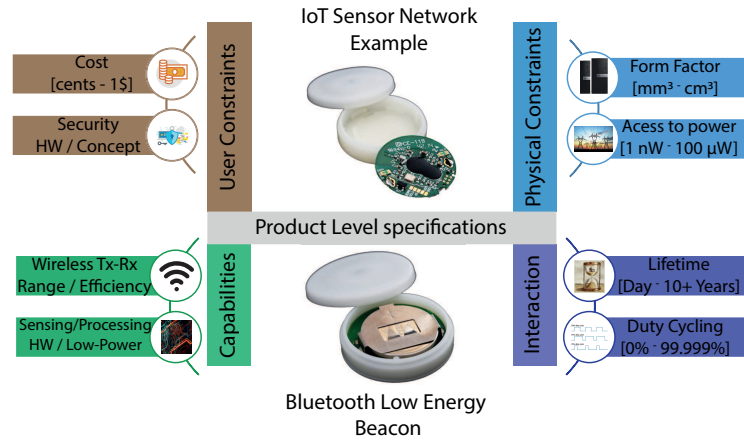 IoT Sensor Network
Example
Cost
[cents - 1$]
Security
HW / Concept
User Constraints
Physical Constraints
Form Factor
[mm³ - cm³]
Acess to power
[1 nW - 100 µW]
Product Level specifications
Wireless Tx-Rx
Range / Efficiency
Sensing/Processing
HW / Low-Power
Capabilities
Interaction
Lifetime
[Day - 10+ Years]
Duty Cycling
[0% - 99.999%]
Bluetooth Low Energy
Beacon